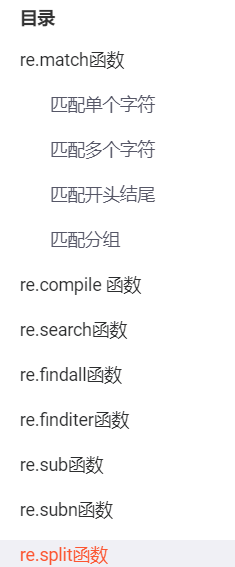 目录
re.match函数
匹配单个字符
匹配多个字符
匹配开头结尾
匹配分组
re.compile 函数
re.search函数
re.findall函数
re.finditer函数
re.sub函数
re.subn函数
re.split函数